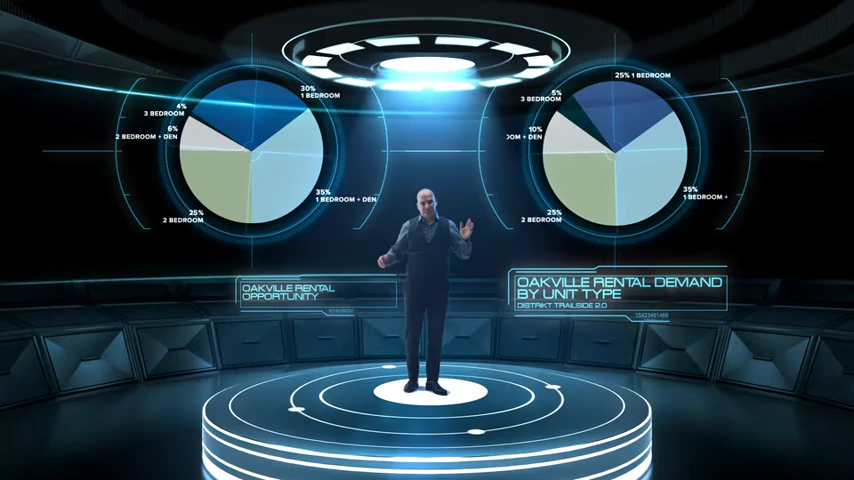 30%
1 BEDROOM
4%
3 BEDROOM
6%
2 BEDROOM + DEN
35%
1 BEDROOM + DEN
25%
2 BEDROOM
25% 1 BEDROOM
5%
3 BEDROOM
10%
OM + DEN
35%
1 BEDROOM +
25%
2 BEDROOM
OAKVILLE RENTAL
OPPORTUNITY
OAKVILLE RENTAL DEMAND
BY UNIT TYPE
DISTRIKT TRAILSIDE 2.0